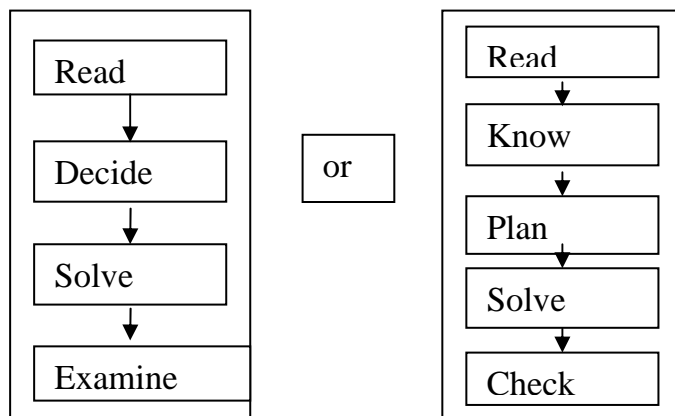 Read
Decide
Solve
Examine
or
Read
Know
Plan
Solve
Check